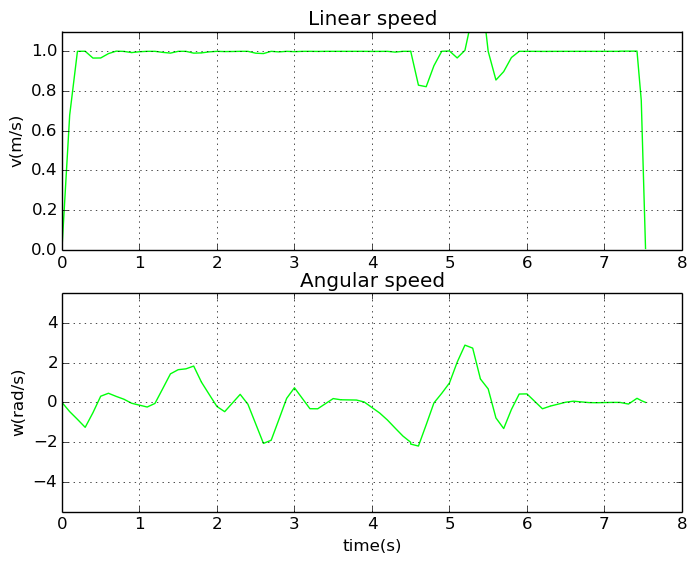 Linear speed
1.0
0.8
0.6
0.4
0.2
0.0
v(m/s)
0 1 2 3 4 5 6 7 8
Angular speed
4
2
0
−2
−4
w(rad/s)
0 1 2 3 4 5 6 7 8
time(s)